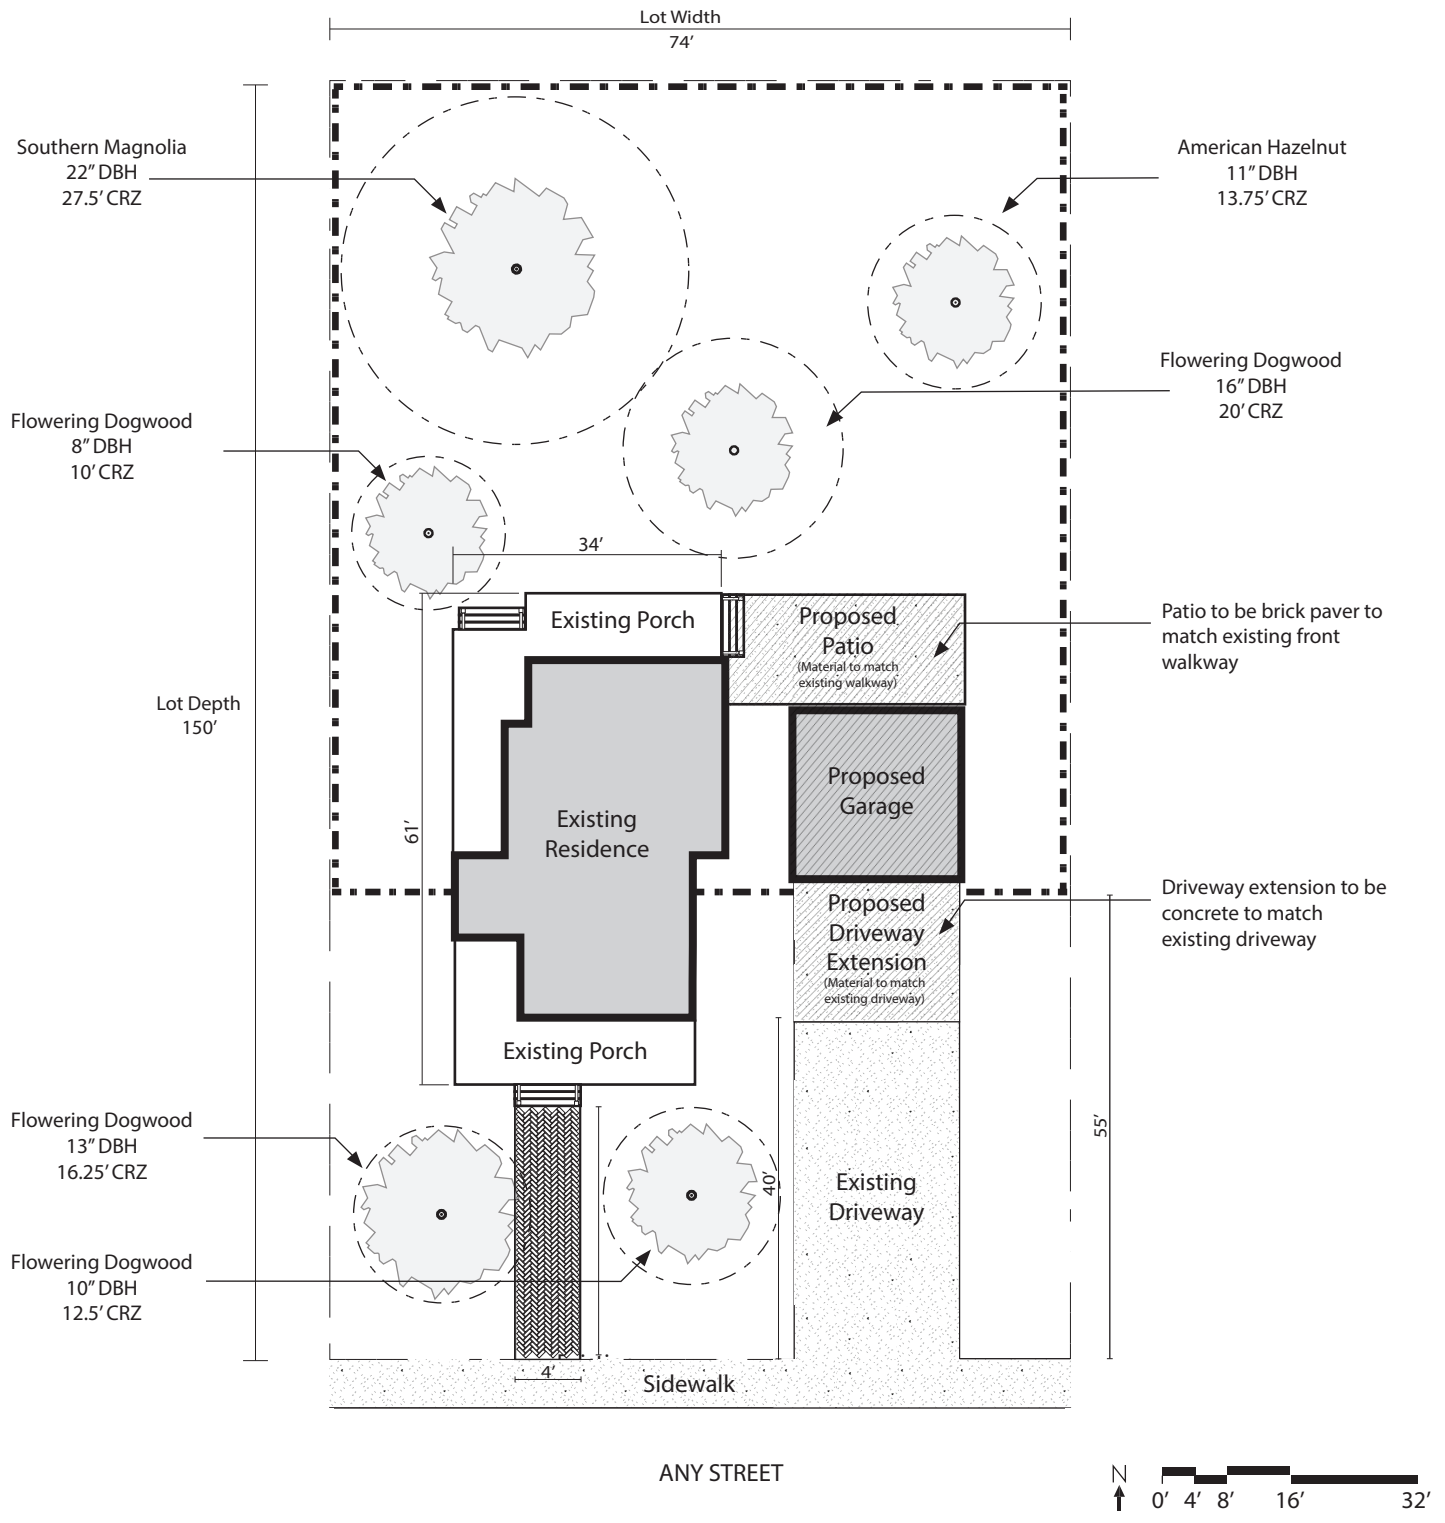 Lot Width
74’
Southern Magnolia
22” DBH
27.5’ CRZ
American Hazelnut
11” DBH
13.75’ CRZ
Flowering Dogwood
16” DBH
20’ CRZ
Flowering Dogwood
8” DBH
10’ CRZ
34’
Existing Porch
Proposed
Patio
(Material to match
existing walkway)
Patio to be brick paver to
match existing front
walkway
Lot Depth
150’
61’
Existing
Residence
Proposed
Garage
Proposed
Driveway
Extension
(Material to match
existing driveway)
Driveway extension to be
concrete to match
existing driveway
Existing Porch
Flowering Dogwood
13” DBH
16.25’ CRZ
Flowering Dogwood
10” DBH
12.5’ CRZ
40’
55’
Existing
Driveway
4’
Sidewalk
ANY STREET
N
0’ 4’ 8’ 16’ 32’